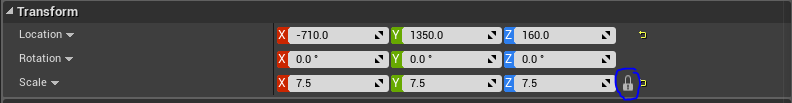 Transform
Location X -710.0 Y 1350.0 Z 160.0
Rotation X 0.0 ° Y 0.0 ° Z 0.0 °
Scale X 7.5 Y 7.5 Z 7.5